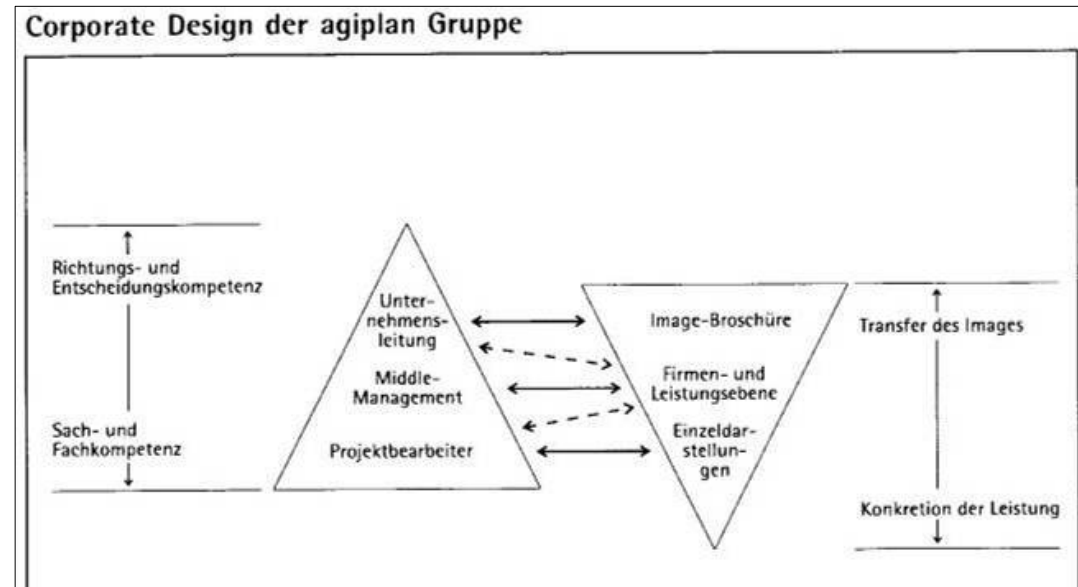 Corporate Design der agiplan Gruppe
Richtungs- und
Entscheidungskompetenz
Sach- und
Fachkompetenz
Unter-
nehmens-
leitung
Middle-
Management
Projektbearbeiter
Image-Broschüre
Firmen- und
Leistungsebene
Einzeldar-
stellun-
gen
Transfer des Images
Konkretion der Leistung